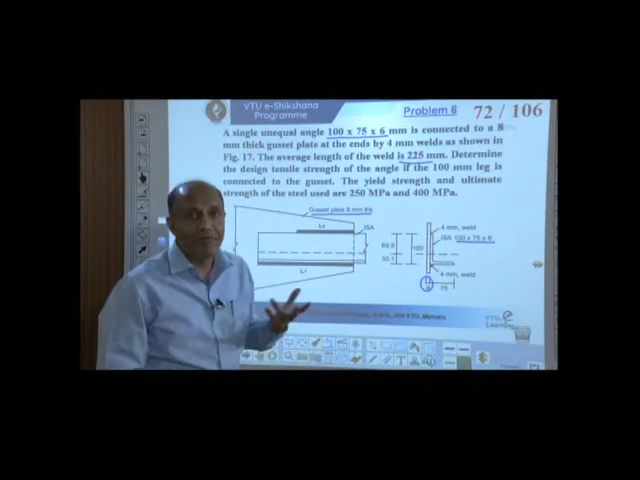 VTU e-Shikshana
Programme
Problem 6
72 / 106
A single unequal angle 100 x 75 x 6 mm is connected to a 8
mm thick gusset plate at the ends by 4 mm welds as shown in
Fig. 17. The average length of the weld is 225 mm. Determine
the design tensile strength of the angle if the 100 mm leg is
connected to the gusset. The yield strength and ultimate
strength of the steel used are 250 MPa and 400 MPa.
Gusset plate 8 mm
L2
ISA
L1
100
4 mm, weld
ISA 100 x 75 x 6
4 mm, weld
75
VTU e
Learning
T